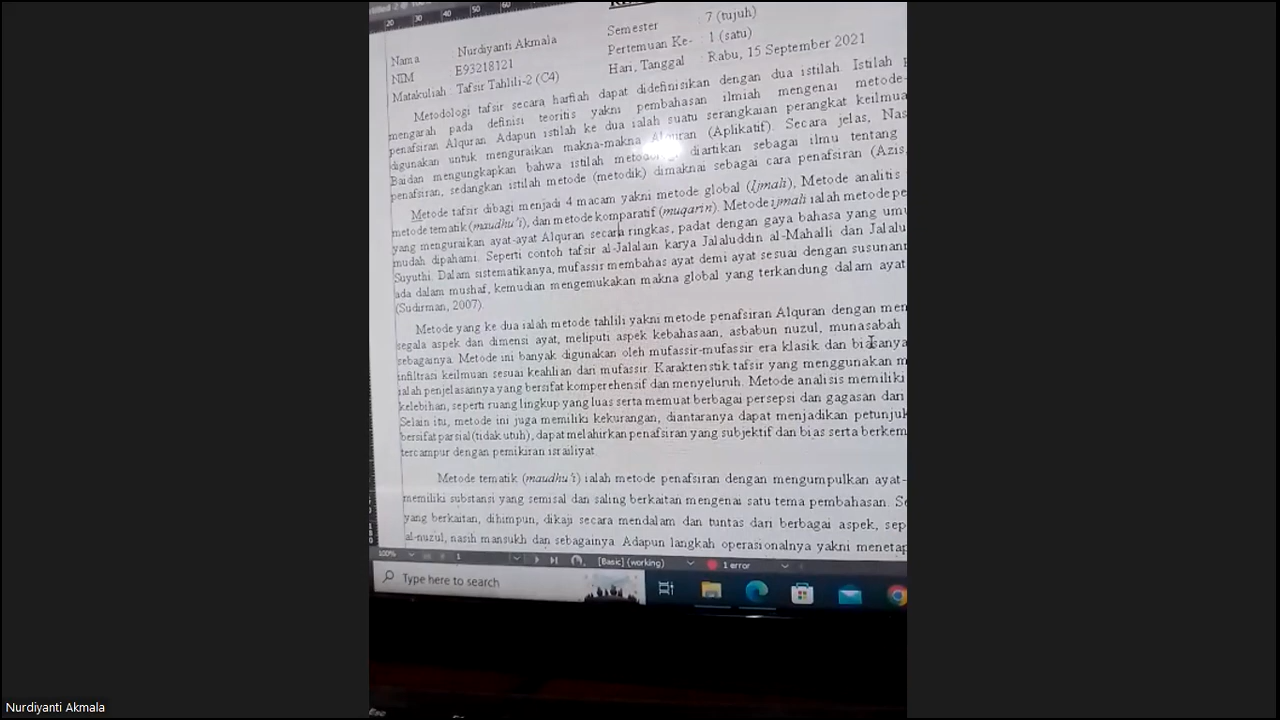 20 30 40 50 60
Nama : Nurdiyanti Akmala
NIM : E93218121
Matakuliah : Tafsir Tahlili-2 (C4)
Semester : 7 (tujuh)
Pertemuan Ke- : 1 (satu)
Hari, Tanggal : Rabu, 15 September 2021
Metodologi tafsir secara harfiah dapat didefinisikan dengan dua istilah. Istilah
mengarah pada definisi teoritis yakni pembahasan ilmiah mengenai metode-
penafsiran Alquran Adapun istilah ke dua ialah suatu serangkaian perangkat keilmua
digunakan untuk menguraikan makna-makna Alquran (Aplikatif). Secara jelas, Nas
Baidan mengungkapkan bahwa istilah diartikan sebagai ilmu tentang
penafsiran, sedangkan istilah metode (metodik) dimaknai sebagai cara penafsiran (Azis,
Metode tafsir dibagi menjadi 4 macam yakni metode global (Ijmali), Metode analitis
metode tematik (maudhu'i), dan metode komparatif (muqarin). Metode ijmali ialah metode pe
yang menguraikan ayat-ayat Alquran secara ringkas, padat dengan gaya bahasa yang umu
mudah dipahami. Seperti contoh tafsir al-Jalalain karya Jalaluddin al-Mahalli dan Jalalu
Suyuthi. Dalam sistematikanya, mufassir membahas ayat demi ayat sesuai dengan susunan
ada dalam mushaf, kemudian mengemukakan makna global yang terkandung dalam ayat
(Sudirman, 2007).
Metode yang ke dua ialah metode tahlili yakni metode penafsiran Alquran dengan men
segala aspek dan dimensi ayat, meliputi aspek kebahasaan, asbabun nuzul, munasabah
sebagainya. Metode ini banyak digunakan oleh mufassir-mufassir era klasik dan biasanya
infiltrasi keilmuan sesuai keahlian dari mufassir. Karakteristik tafsir yang menggunakan m
ialah penjelasannya yang bersifat komperehensif dan menyeluruh. Metode analisis memiliki
kelebihan, seperti ruang lingkup yang luas serta memuat berbagai persepsi dan gagasan dari
Selain itu, metode ini juga memiliki kekurangan, diantaranya dapat menjadikan petunjuk
bersifat parsial (tidak utuh), dapat melahirkan penafsiran yang subjektif dan bias serta berkem
tercampur dengan pemikiran israiliyat.
Metode tematik (maudhu'i) ialah metode penafsiran dengan mengumpulkan ayat-
memiliki substansi yang semisal dan saling berkaitan mengenai satu tema pembahasan. Se
yang berkaitan, dihimpun, dikaji secara mendalam dan tuntas dari berbagai aspek, sep
al-nuzul, nasih mansukh dan sebagainya. Adapun langkah operasionalnya yakni menetap
100% 1 [Basic] (working) 1 error
Type here to search
Esc
Nurdiyanti Akmala